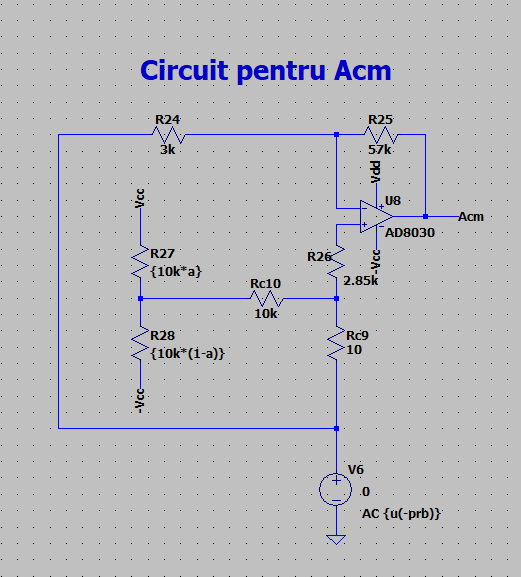 Circuit pentru Acm
R24
R25
3k
57k
Vdd
Vcc
U8
Acm
AD8030
R27
R26
-Vcc
{10k*a}
2.85k
Rc10
10k
R28
Rc9
{10k*(1-a)}
10
-Vcc
V6
0
AC {u(-prb)}